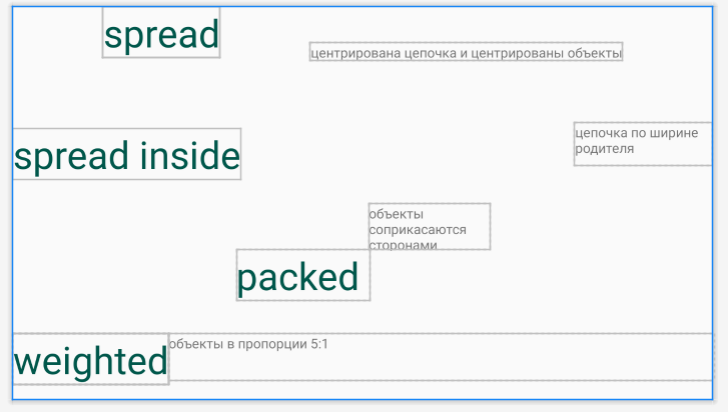 spread
центрирована цепочка и центрированы объекты
spread inside
цепочка по ширине
родителя
объекты
соприкасаются
сторонами
packed
weighted
объекты в пропорции 5:1